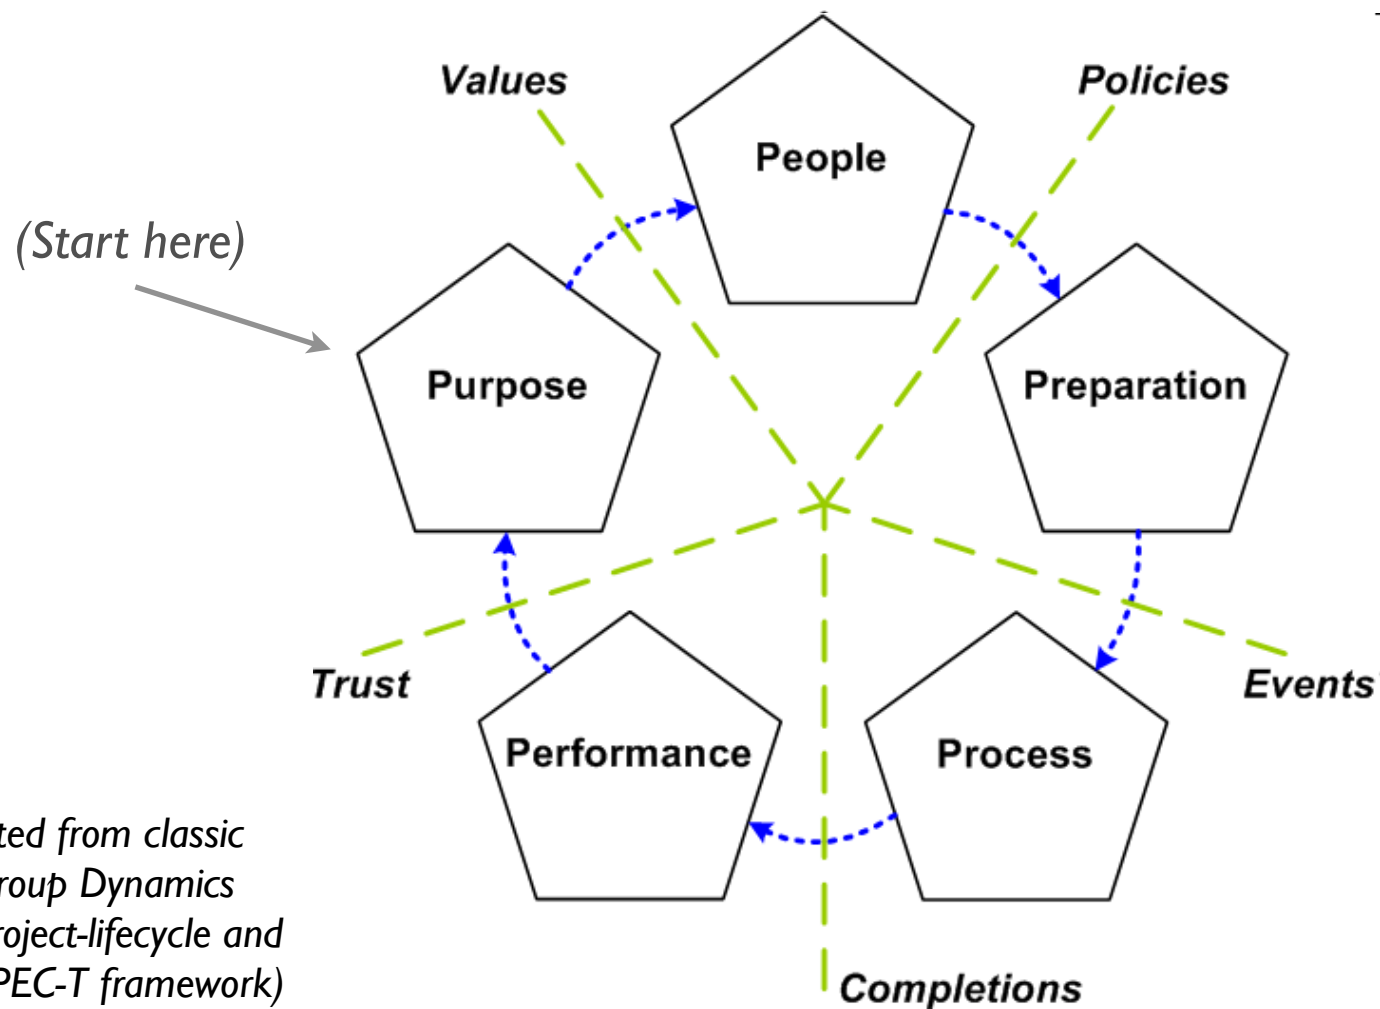 Values
Policies
People
(Start here)
Purpose
Preparation
Trust
Events
Performance
Process
ted from classic
roup Dynamics
roject-lifecycle and
PEC-T framework)
Completions